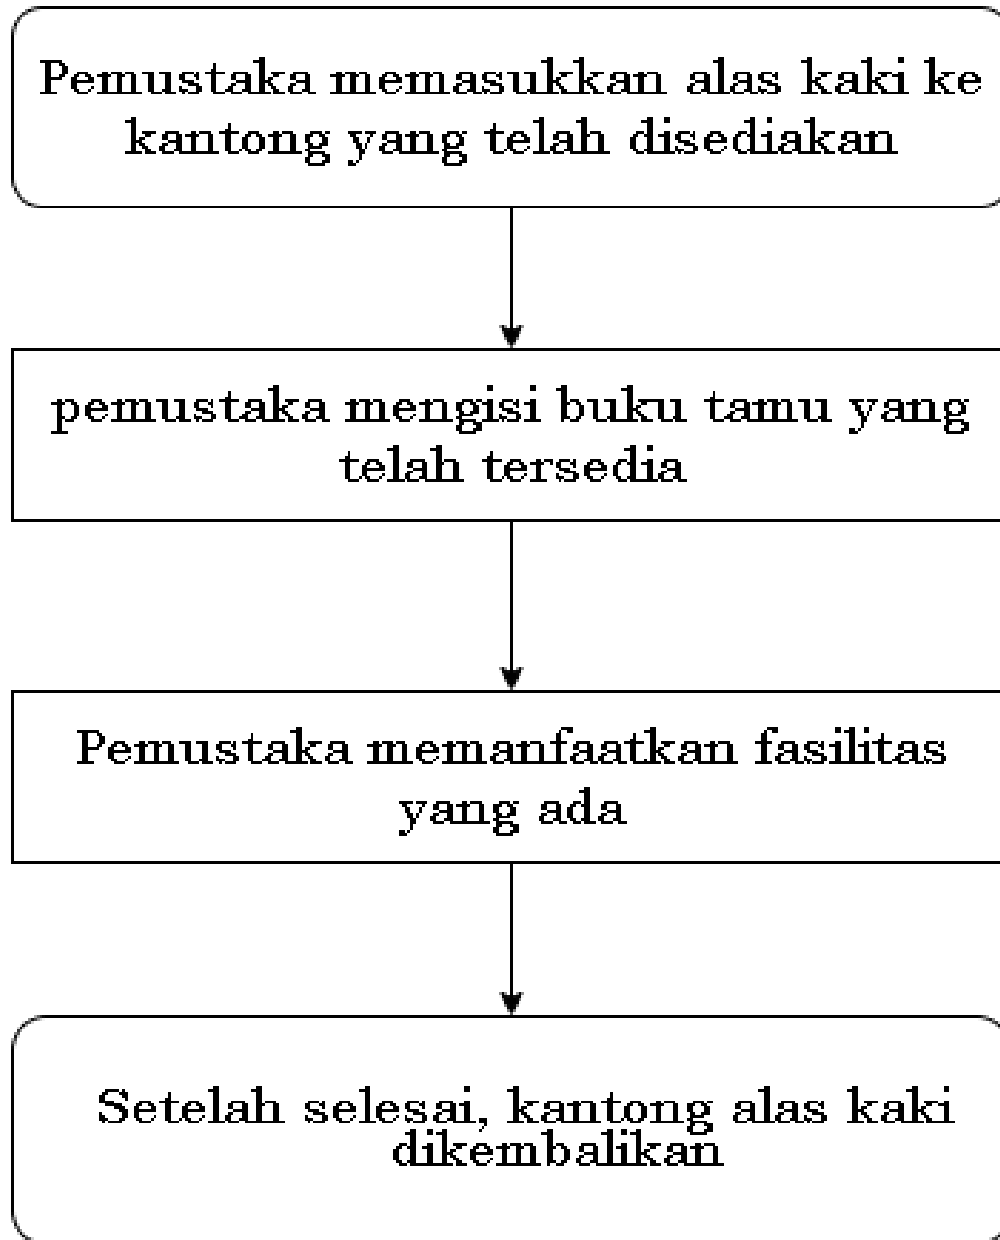 Pemustaka memasukkan alas kaki ke
kantong yang telah disediakan
pemustaka mengisi buku tamu yang
telah tersedia
Pemustaka memanfaatkan fasilitas
yang ada
Setelah selesai, kantong alas kaki
dikembalikan